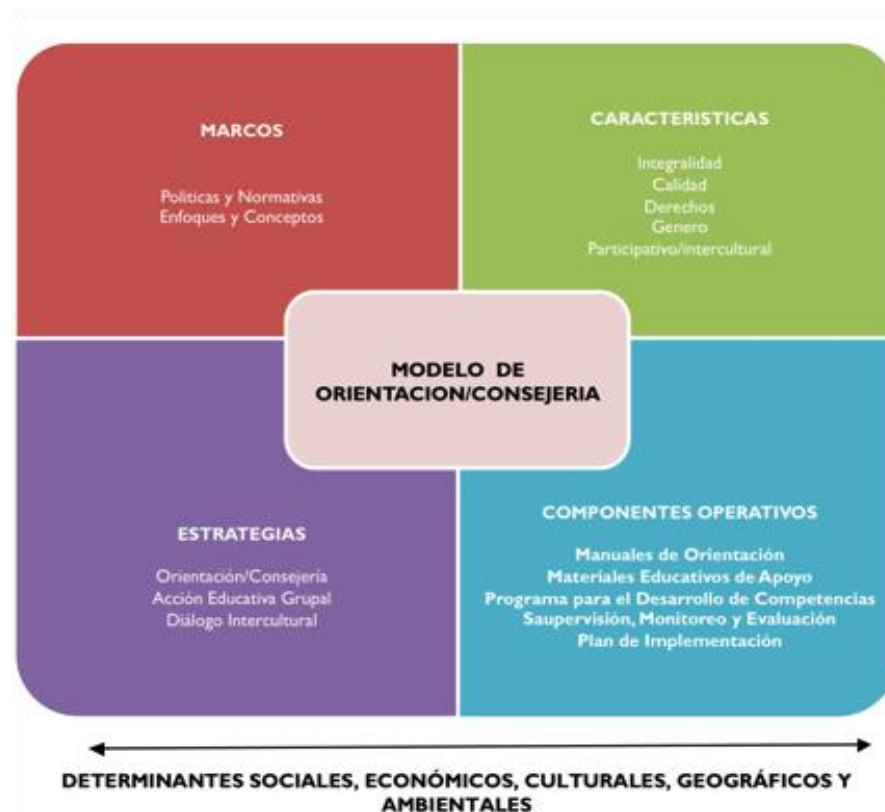 MARCOS
Politicas y Normativas
Enfoques y Conceptos
CARACTERISTICAS
Integralidad
Calidad
Derechos
Genero
Participativo/intercultural
MODELO DE
ORIENTACION/CONSEJERIA
ESTRATEGIAS
Orientación/Consejería
Acción Educativa Grupal
Diálogo Intercultural
COMPONENTES OPERATIVOS
Manuales de Orientación
Materiales Educativos de Apoyo
Programa para el Desarrollo de Competencias
Saupervisión, Monitoreo y Evaluación
Plan de Implementación
DETERMINANTES SOCIALES, ECONÓMICOS, CULTURALES, GEOGRÁFICOS Y
AMBIENTALES